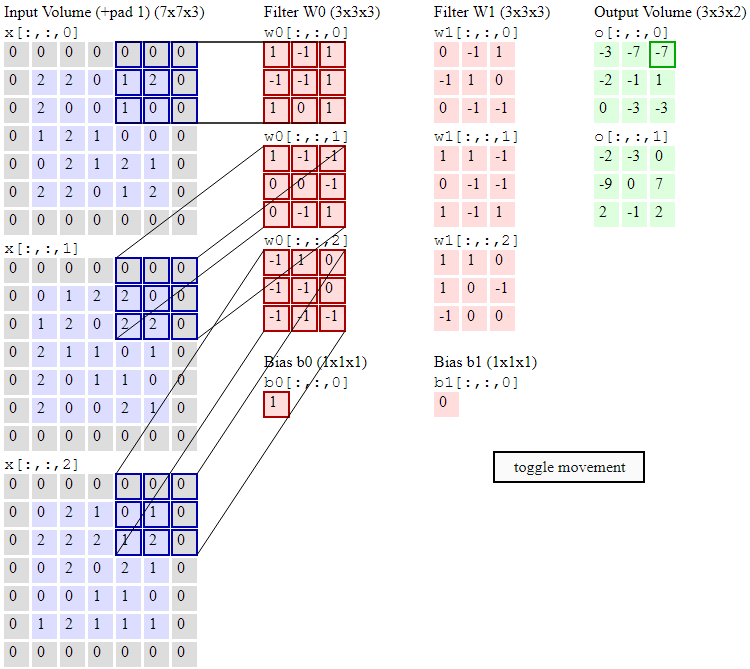 Input Volume (+pad 1) (7x7x3)
x[:,:,0]
0 0 0 0 0 0 0
0 2 2 0 1 2 0
0 2 0 0 1 0 0
0 1 2 1 0 0 0
0 0 2 1 2 1 0
0 2 2 0 1 2 0
0 0 0 0 0 0 0
x[:,:,1]
0 0 0 0 0 0 0
0 0 1 2 2 0 0
0 1 2 0 2 2 0
0 2 1 1 0 1 0
0 2 0 1 1 0 0
0 2 0 0 2 1 0
0 0 0 0 0 0 0
x[:,:,2]
0 0 0 0 0 0 0
0 0 2 1 0 1 0
0 2 2 2 1 2 0
0 2 0 0 2 1 0
0 0 0 1 1 0 0
0 1 2 1 1 1 0
0 0 0 0 0 0 0
Filter W0 (3x3x3)
w0[:,:,0]
1 -1 1
-1 -1 1
1 0 1
w0[:,:,1]
1 -1 -1
0 0 -1
0 -1 1
w0[:,:,2]
-1 1 0
-1 -1 0
-1 -1 -1
Bias b0 (1x1x1)
b0[:,:,0]
1
Filter W1 (3x3x3)
w1[:,:,0]
0 -1 1
-1 1 0
0 -1 -1
w1[:,:,1]
1 1 -1
0 -1 -1
1 -1 1
w1[:,:,2]
1 1 0
1 0 -1
-1 0 0
Bias b1 (1x1x1)
b1[:,:,0]
0
Output Volume (3x3x2)
o[:,:,0]
-3 -7 -7
-2 -1 1
0 -3 -3
o[:,:,1]
-2 -3 0
-9 0 7
2 -1 2
toggle movement